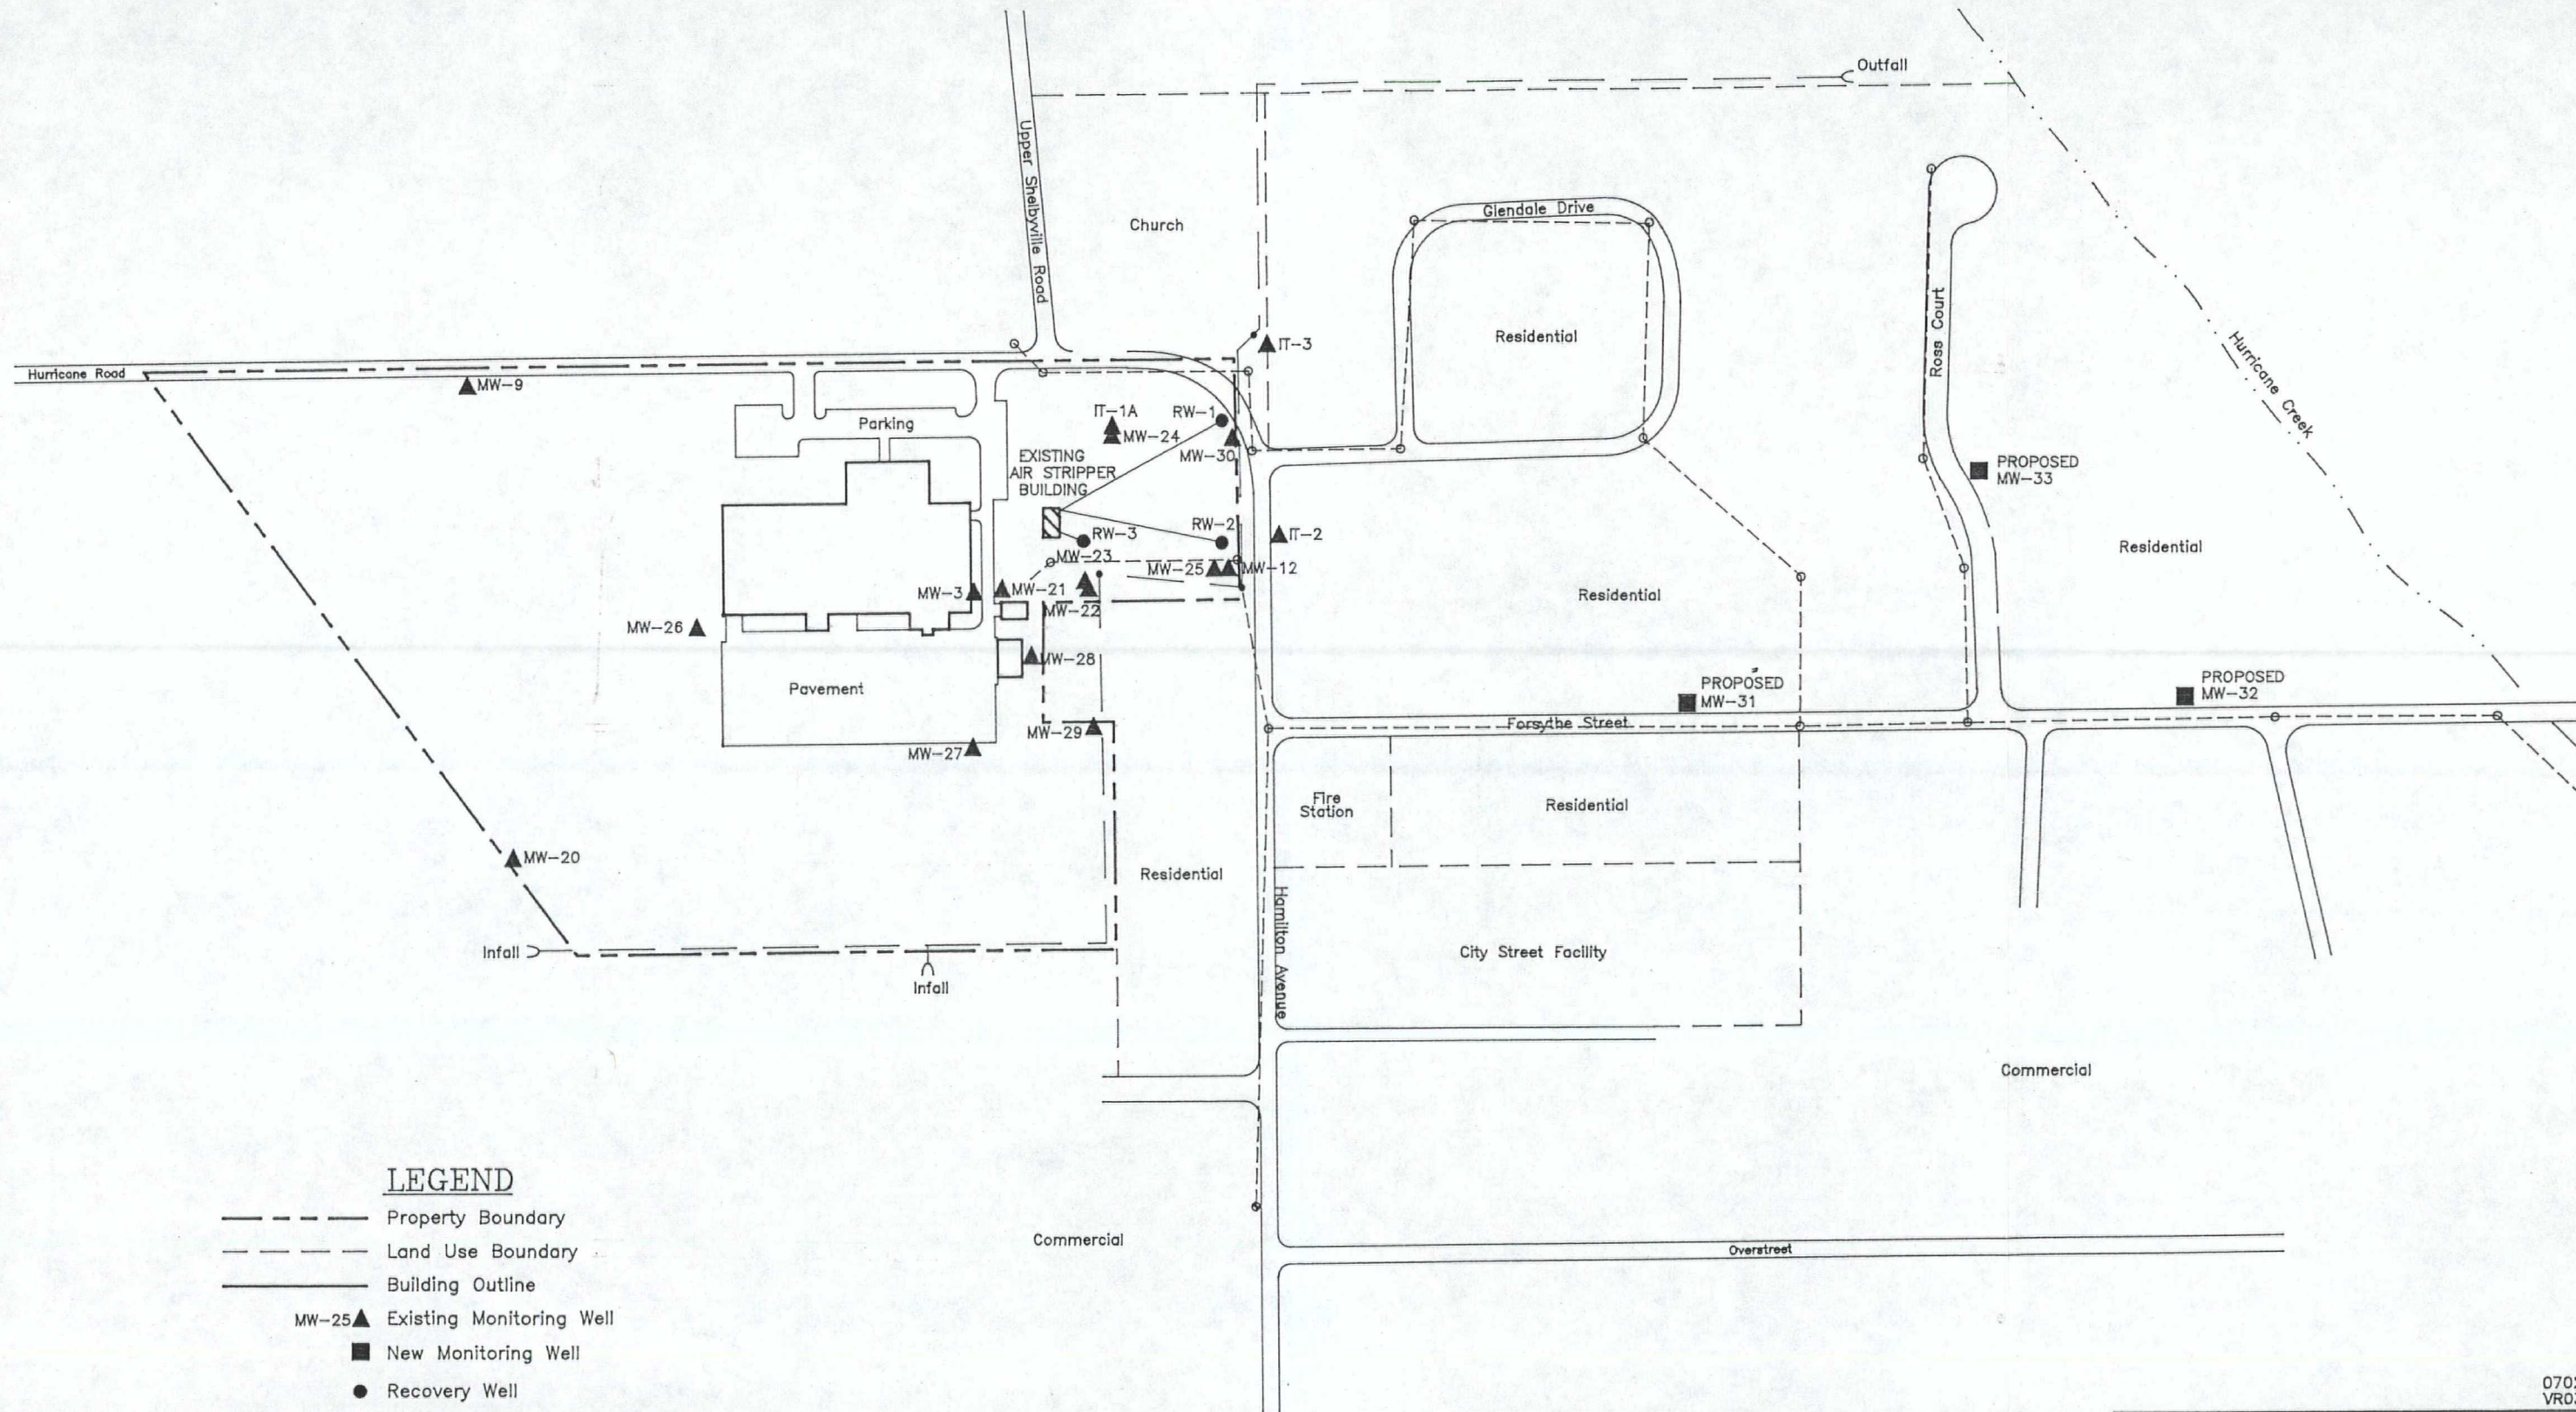 Outfall
Upper Shelbyville Road
Church
Glendale Drive
Residential
Ross Court
Hurricane Creek
Hurricane Road
MW-9
IT-3
Parking
IT-1A
RW-1
MW-24
MW-30
EXISTING
AIR STRIPPER
BUILDING
PROPOSED
MW-33
RW-2
IT-2
RW-3
MW-23
MW-25
MW-12
MW-3
MW-21
MW-22
Residential
Residential
MW-26
MW-28
Pavement
PROPOSED
MW-31
PROPOSED
MW-32
MW-29
Forsythe Street
MW-27
Fire
Station
Residential
MW-20
Residential
Hamilton Avenue
Infall
Infall
City Street Facility
Commercial
Commercial
Overstreet
LEGEND
Property Boundary
Land Use Boundary
Building Outline
MW-25 Existing Monitoring Well
New Monitoring Well
Recovery Well